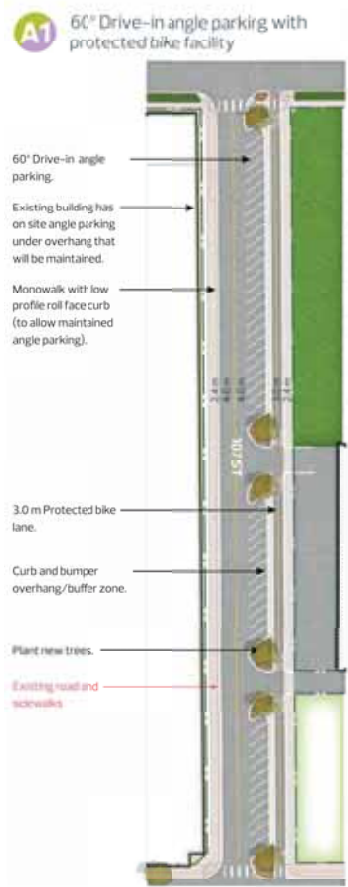 A1
60° Drive-in angle parking with
protected bike facility
60° Drive-in angle
parking.
Existing building has
on site angle parking
under overhang that
will be maintained.
Monowalk with low
profile roll face curb
(to allow maintained
angle parking).
107 ST
3.0 m Protected bike
lane.
Curb and bumper
overhang/buffer zone.
Plant new trees.
Existing road and
sidewalks